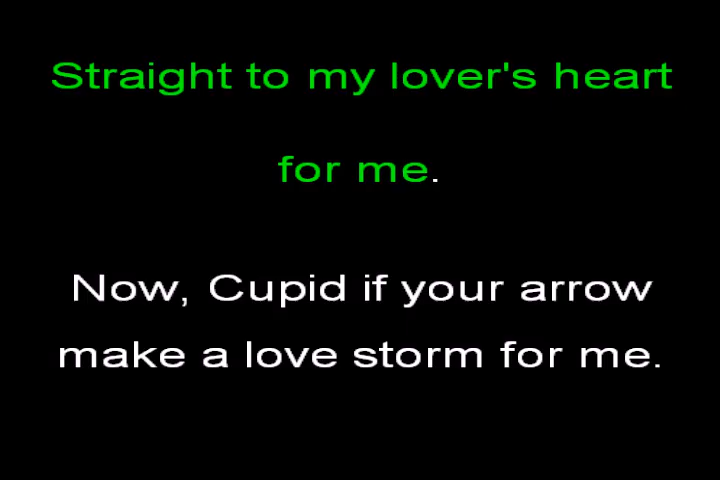 Straight to my lover's heart
for me.
Now, Cupid if your arrow
make a love storm for me.